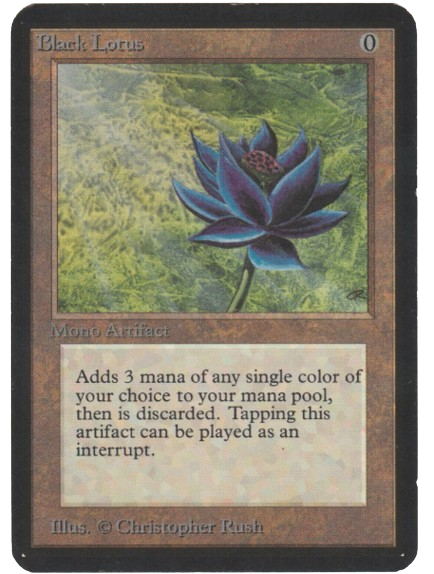 Black Lotus 0
Mono Artifact
Adds 3 mana of any single color of
your choice to your mana pool,
then is discarded. Tapping this
artifact can be played as an
interrupt.
Illus. © Christopher Rush